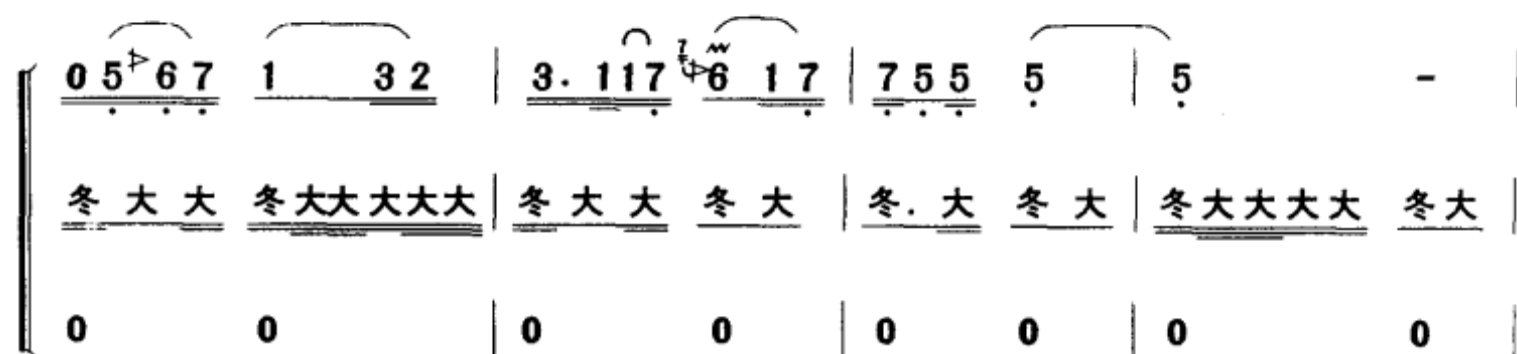 0 5 6 7 1 3 2 | 3. 1 1 7 7 6 1 7 | 7 5 5 5 | 5 - |
冬 大 大 冬 大大 大大大 | 冬 大 大 冬 大 | 冬. 大 冬 大 | 冬 大 大 大 大 冬 大 |
0 0 | 0 0 | 0 0 | 0 0 |